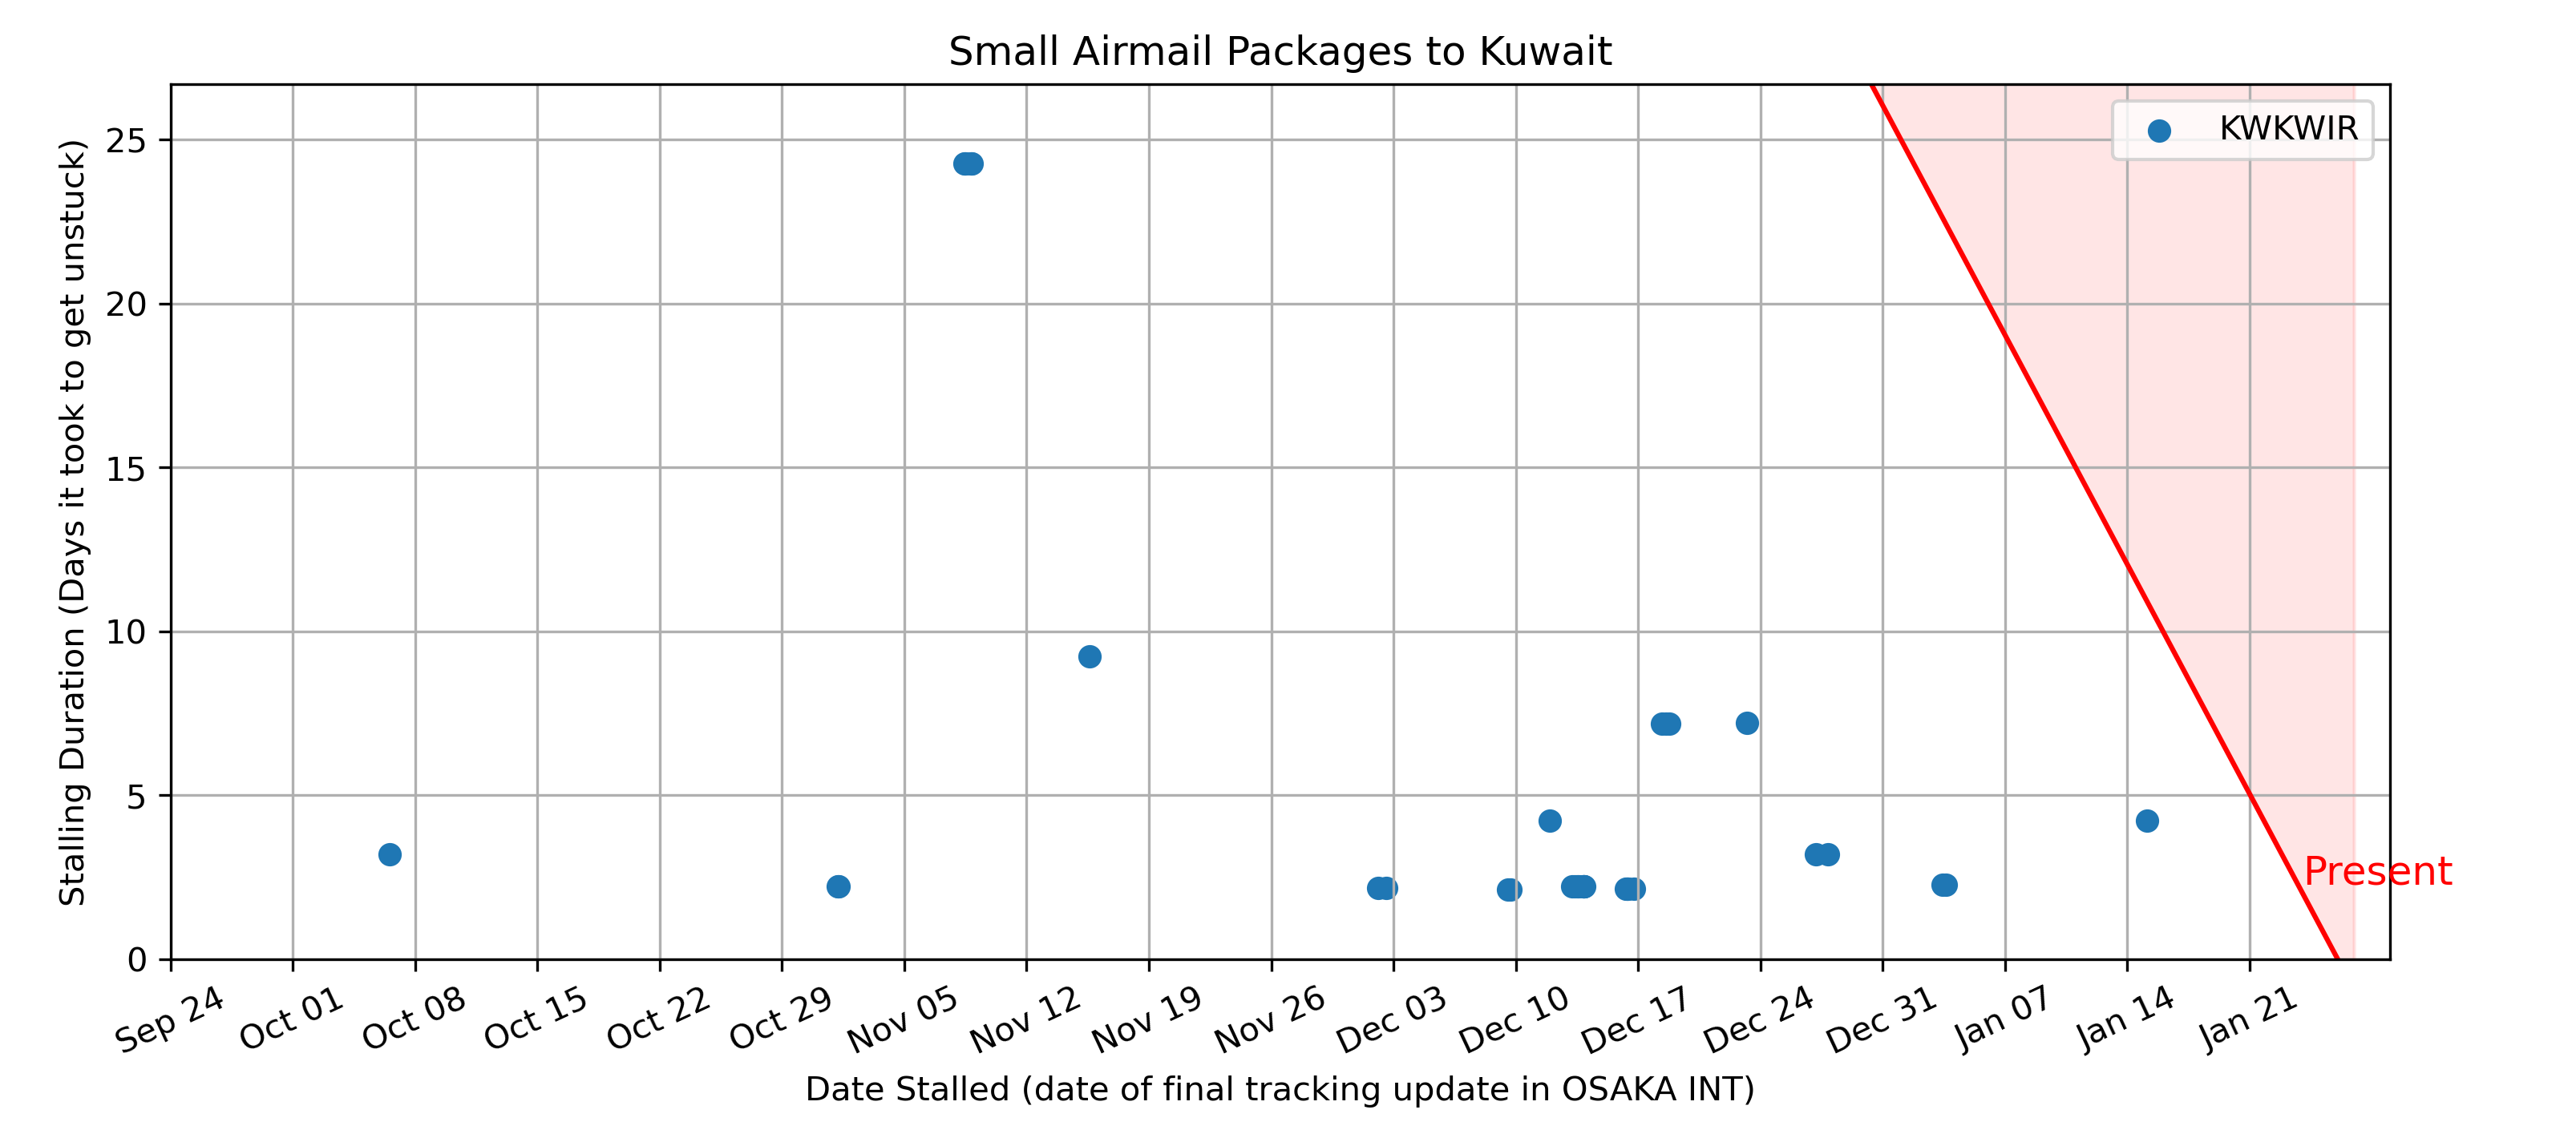 Small Airmail Packages to Kuwait
KWKWIR
Stalling Duration (Days it took to get unstuck)
25
20
15
10
5
0
Present
Sep 24 Oct 01 Oct 08 Oct 15 Oct 22 Oct 29 Nov 05 Nov 12 Nov 19 Nov 26 Dec 03 Dec 10 Dec 17 Dec 24 Dec 31 Jan 07 Jan 14 Jan 21
Date Stalled (date of final tracking update in OSAKA INT)